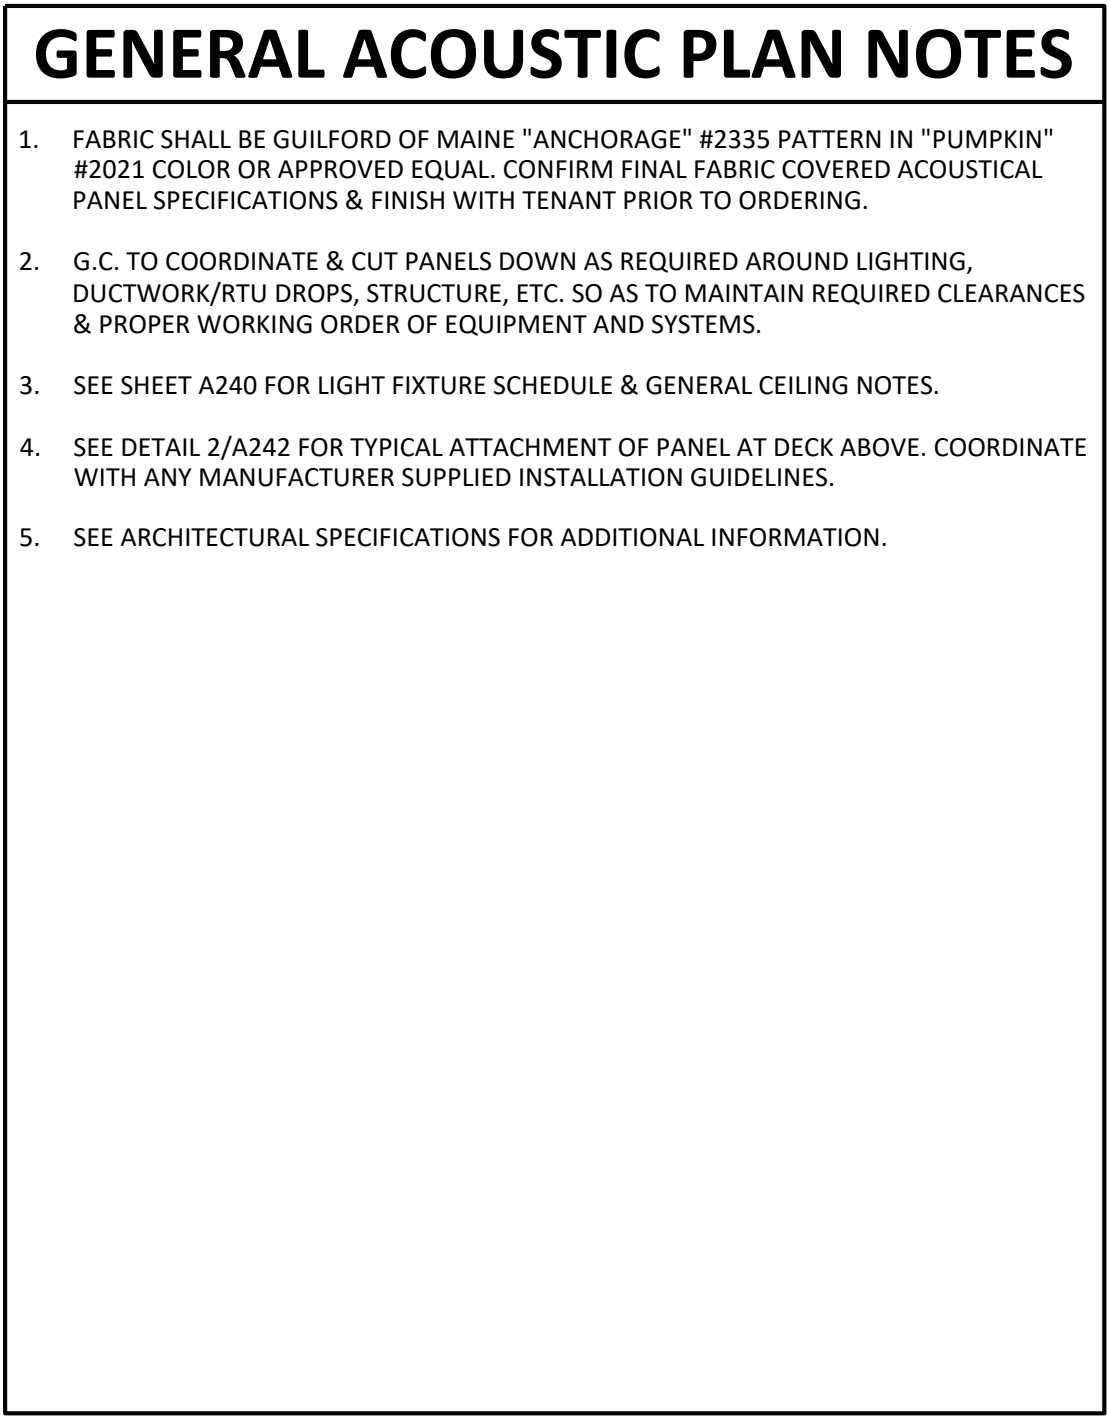 GENERAL ACOUSTIC PLAN NOTES
1. FABRIC SHALL BE GUILFORD OF MAINE "ANCHORAGE" #2335 PATTERN IN "PUMPKIN"
#2021 COLOR OR APPROVED EQUAL. CONFIRM FINAL FABRIC COVERED ACOUSTICAL
PANEL SPECIFICATIONS & FINISH WITH TENANT PRIOR TO ORDERING.
2. G.C. TO COORDINATE & CUT PANELS DOWN AS REQUIRED AROUND LIGHTING,
DUCTWORK/RTU DROPS, STRUCTURE, ETC. SO AS TO MAINTAIN REQUIRED CLEARANCES
& PROPER WORKING ORDER OF EQUIPMENT AND SYSTEMS.
3. SEE SHEET A240 FOR LIGHT FIXTURE SCHEDULE & GENERAL CEILING NOTES.
4. SEE DETAIL 2/A242 FOR TYPICAL ATTACHMENT OF PANEL AT DECK ABOVE. COORDINATE
WITH ANY MANUFACTURER SUPPLIED INSTALLATION GUIDELINES.
5. SEE ARCHITECTURAL SPECIFICATIONS FOR ADDITIONAL INFORMATION.